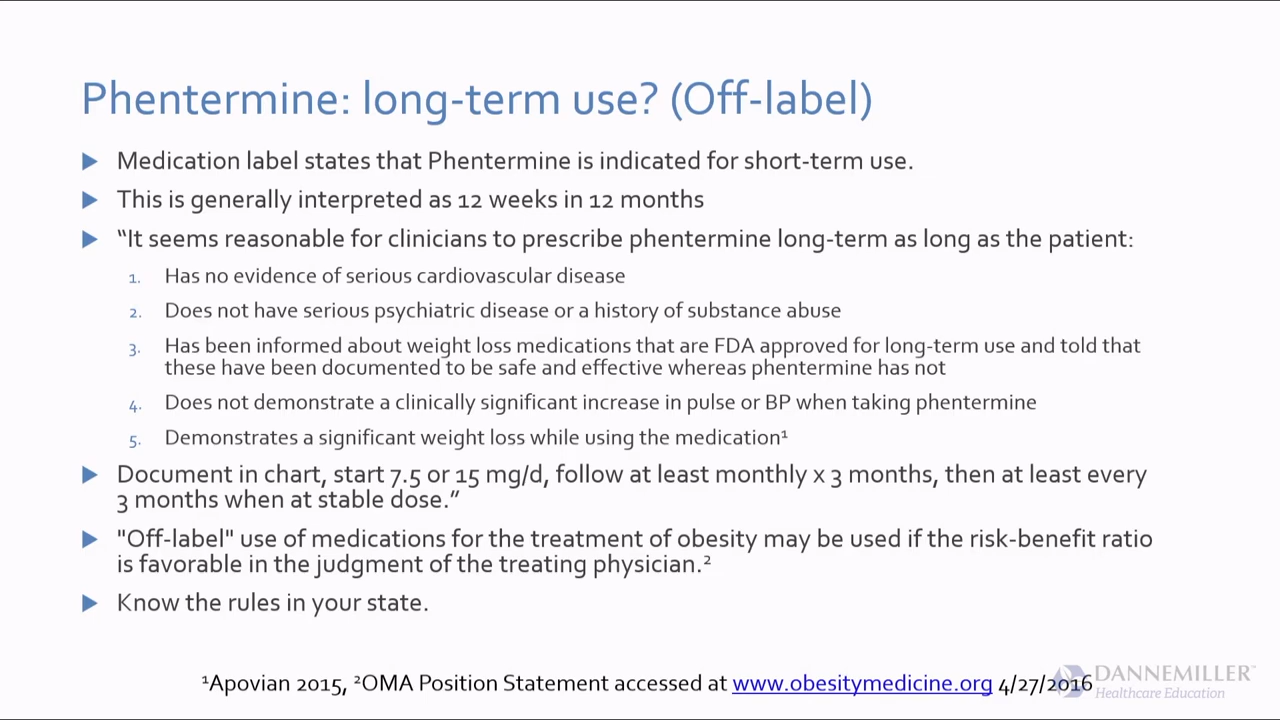 Phentermine: long-term use? (Off-label)
Medication label states that Phentermine is indicated for short-term use.
This is generally interpreted as 12 weeks in 12 months
“It seems reasonable for clinicians to prescribe phentermine long-term as long as the patient:
1. Has no evidence of serious cardiovascular disease
2. Does not have serious psychiatric disease or a history of substance abuse
3. Has been informed about weight loss medications that are FDA approved for long-term use and told that
these have been documented to be safe and effective whereas phentermine has not
4. Does not demonstrate a clinically significant increase in pulse or BP when taking phentermine
5. Demonstrates a significant weight loss while using the medication¹
Document in chart, start 7.5 or 15 mg/d, follow at least monthly x 3 months, then at least every
3 months when at stable dose.”
"Off-label" use of medications for the treatment of obesity may be used if the risk-benefit ratio
is favorable in the judgment of the treating physician.²
Know the rules in your state.
¹Apovian 2015, ²OMA Position Statement accessed at www.obesitymedicine.org 4/27/2016
DANNEMILLER™
Healthcare Education